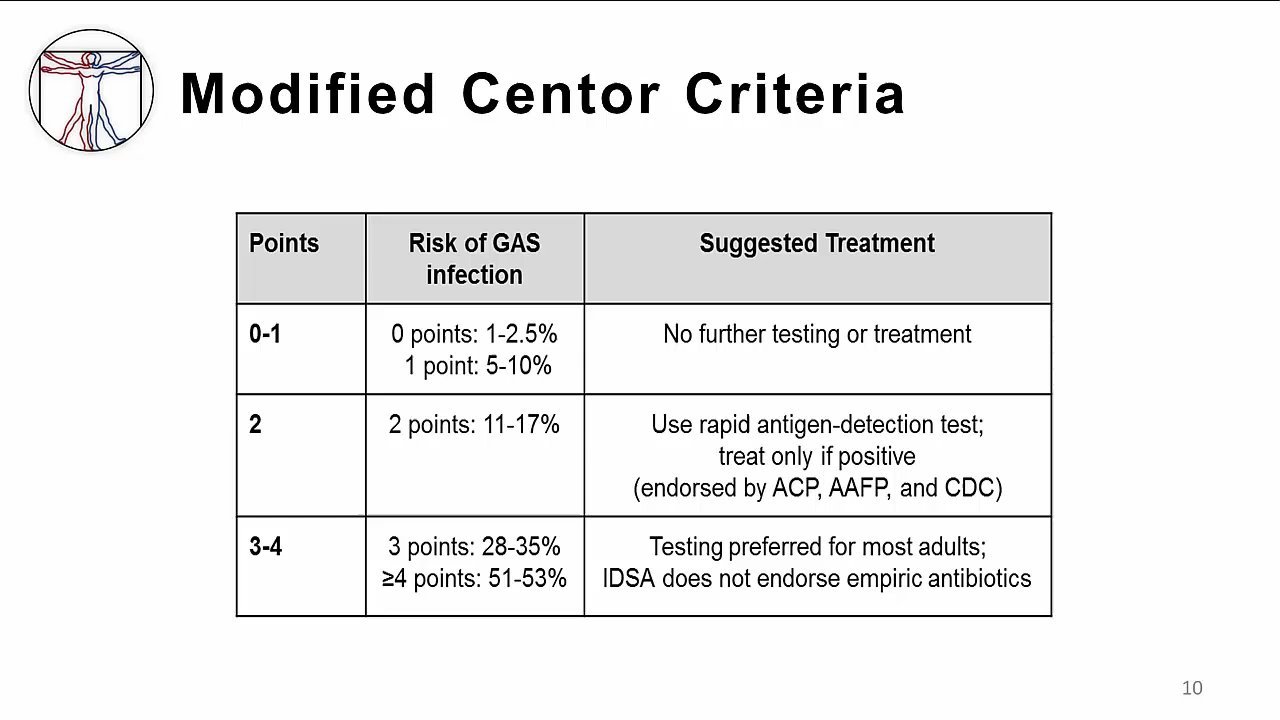 Modified Centor Criteria
Points
Risk of GAS
infection
Suggested Treatment
0-1
0 points: 1-2.5%
1 point: 5-10%
No further testing or treatment
2
2 points: 11-17%
Use rapid antigen-detection test;
treat only if positive
(endorsed by ACP, AAFP, and CDC)
3-4
3 points: 28-35%
≥4 points: 51-53%
Testing preferred for most adults;
IDSA does not endorse empiric antibiotics
10